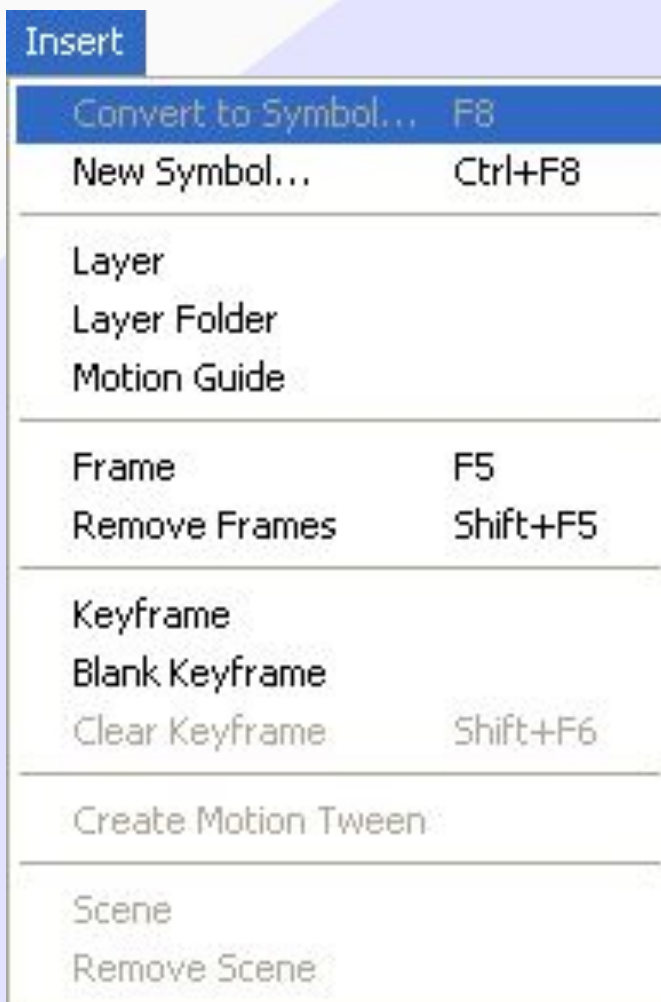 Insert
Convert to Symbol... F8
New Symbol... Ctrl+F8
Layer
Layer Folder
Motion Guide
Frame F5
Remove Frames Shift+F5
Keyframe
Blank Keyframe
Clear Keyframe Shift+F6
Create Motion Tween
Scene
Remove Scene